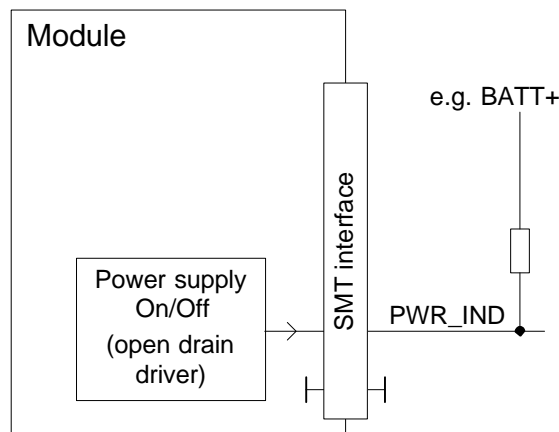 Module
e.g. BATT+
SMT interface
Power supply
On/Off
(open drain
driver)
PWR_IND